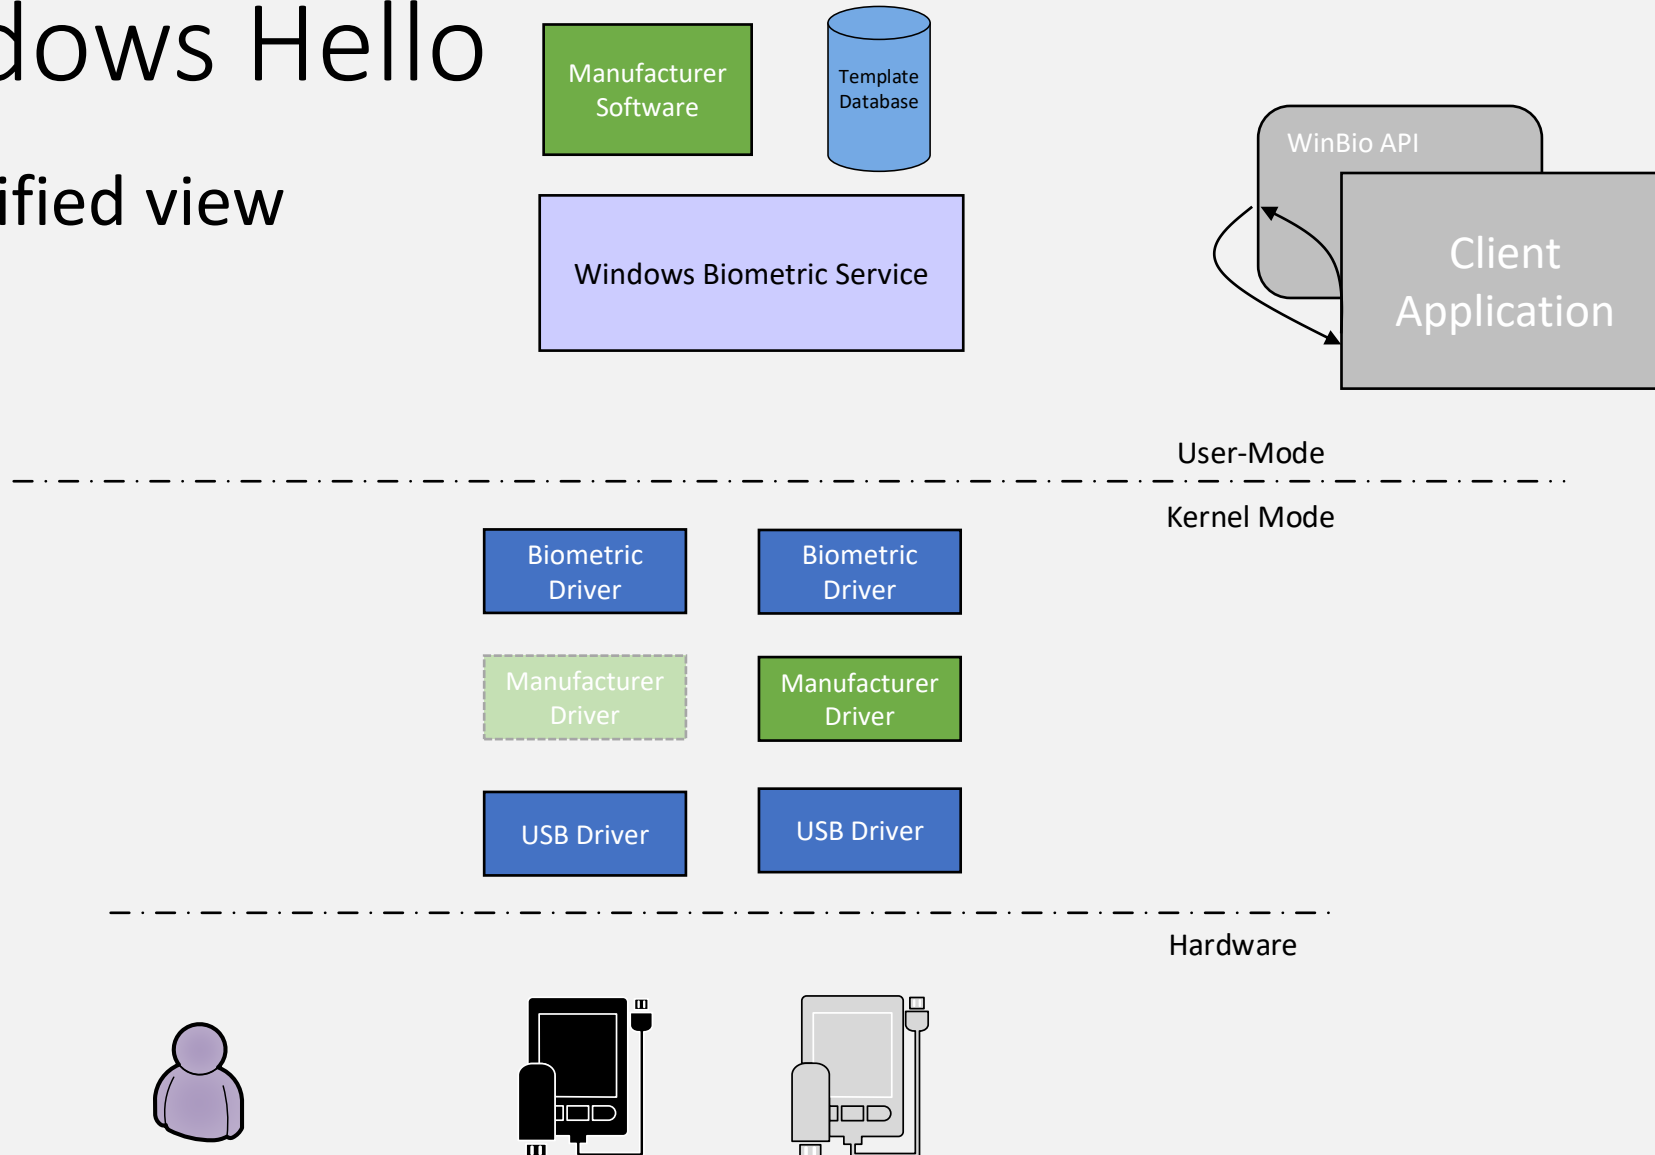 dows Hello
ified view
Manufacturer
Software
Template
Database
WinBio API
Windows Biometric Service
Client
Application
User-Mode
Kernel Mode
Biometric
Driver
Biometric
Driver
Manufacturer
Driver
Manufacturer
Driver
USB Driver
USB Driver
Hardware